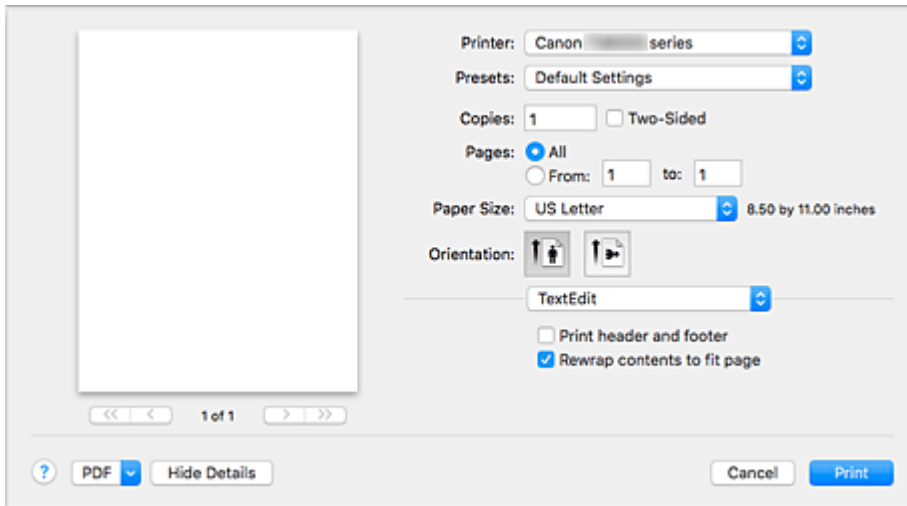 Printer: Canon series
Presets: Default Settings
Copies: 1 Two-Sided
Pages: All
From: 1 to: 1
Paper Size: US Letter 8.50 by 11.00 inches
Orientation:
TextEdit
Print header and footer
Rewrap contents to fit page
<< < 1 of 1 > >>
? PDF Hide Details Cancel Print